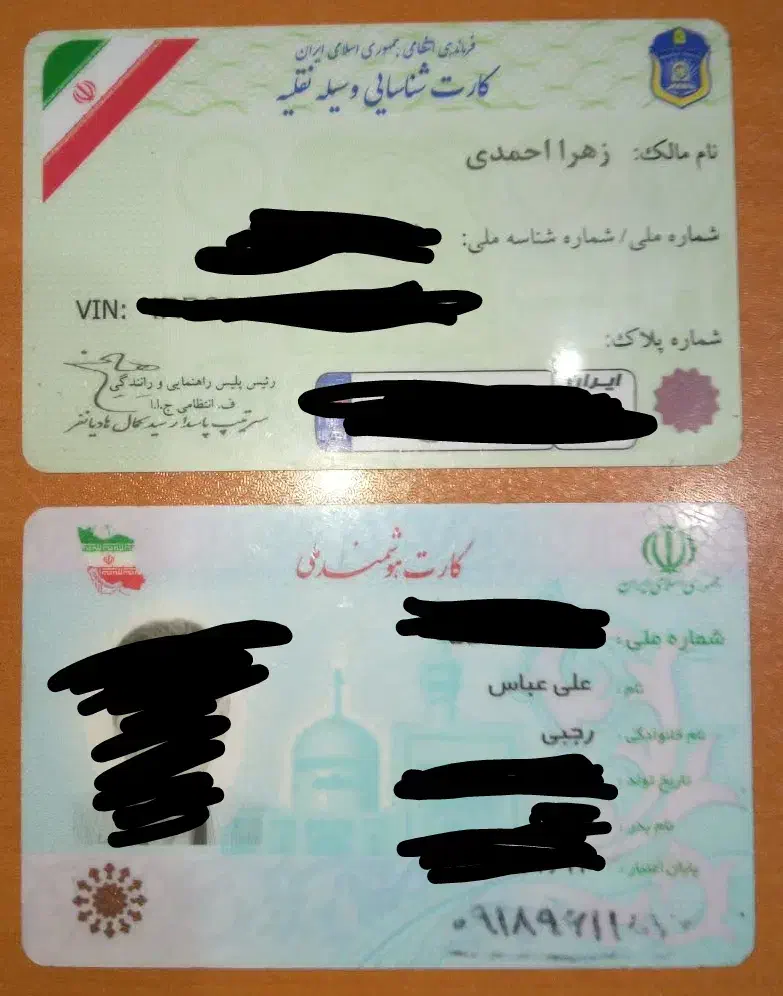 فرماندهی انتظامی جمهوری اسلامی ایران
کارت شناسایی وسیله نقلیه
نام مالک: زهرا احمدی
شماره ملی/ شماره شناسه ملی:
VIN:
شماره پلاک:
ایران
رئیس پلیس راهنمایی و رانندگی
ف. انتظامی ج.ا.ا
سرتیپ پاسدار سید کمال هادیانفر
کارت هوشمند ملی
جمهوری اسلامی ایران
شماره ملی:
نام: علی عباس
نام خانوادگی: رجبی
تاریخ تولد:
نام پدر:
پایان اعتبار: